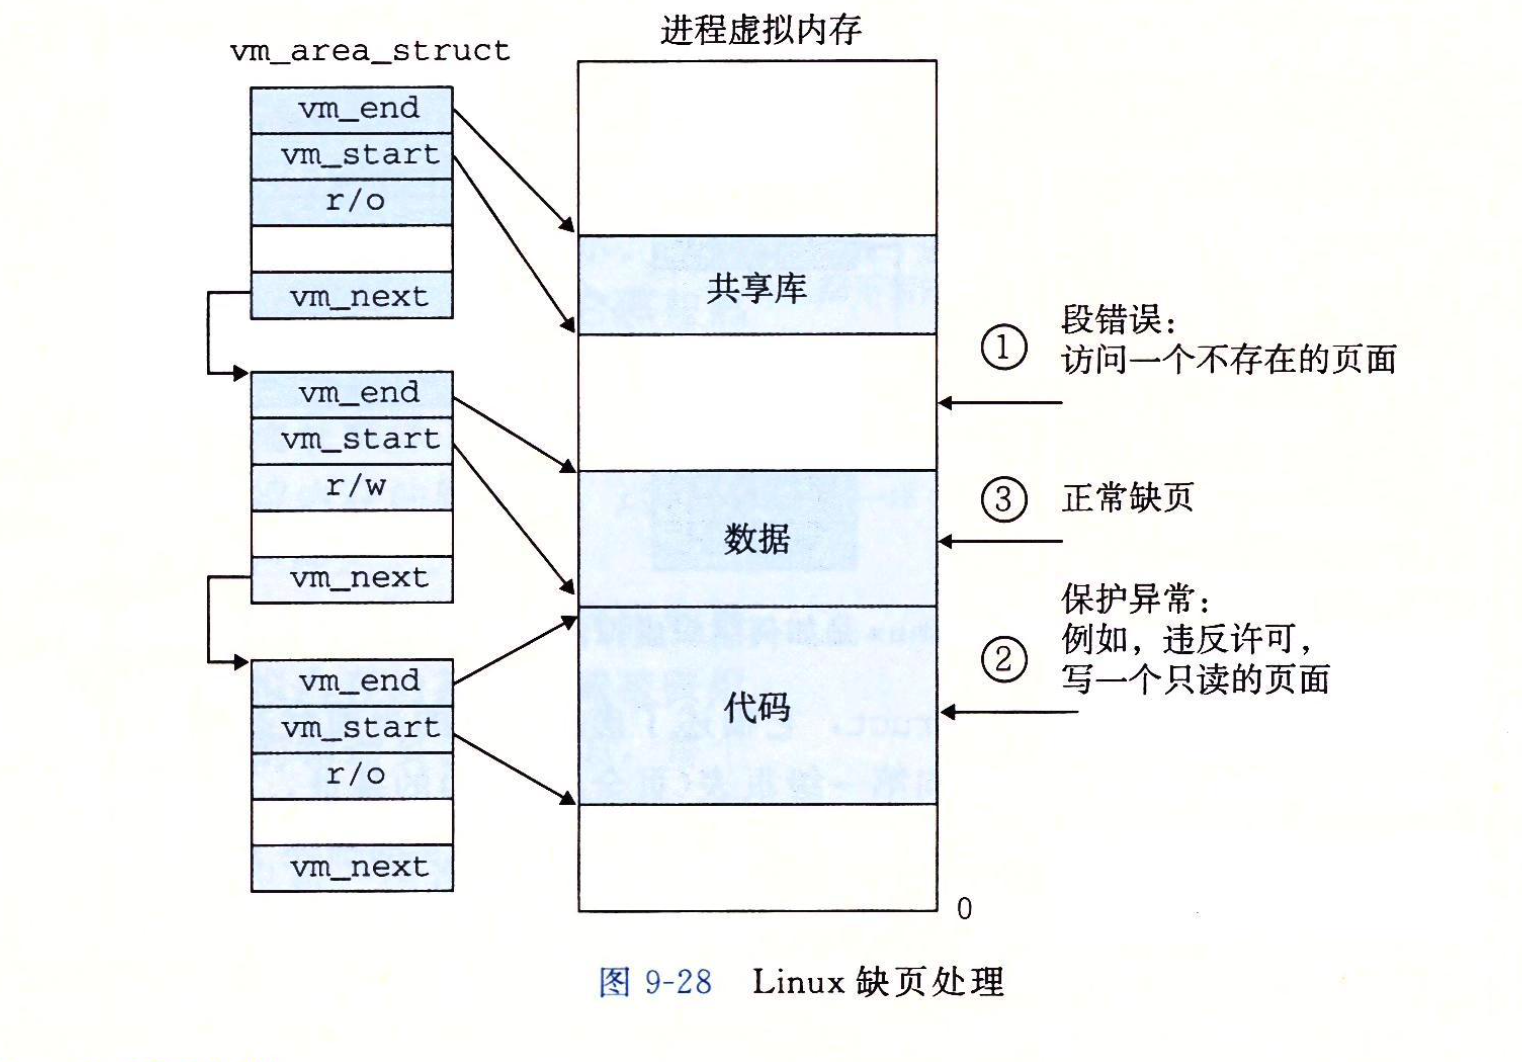 进程虚拟内存
vm_area_struct
vm_end
vm_start
r/o
vm_next
vm_end
vm_start
r/w
vm_next
vm_end
vm_start
r/o
vm_next
共享库
数据
代码
0
① 段错误：
访问一个不存在的页面
③ 正常缺页
② 保护异常：
例如，违反许可，
写一个只读的页面
图 9-28 Linux 缺页处理